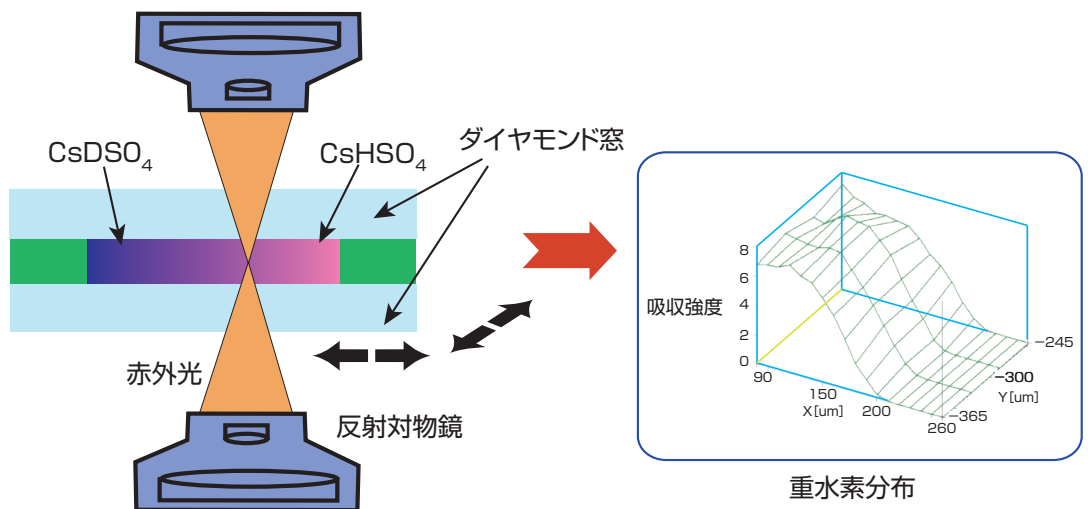 CsDSO4
CsHSO4
ダイヤモンド窓
赤外光
反射対物鏡
吸収強度
8
6
4
2
0
90
150
200
260
X[um]
−245
−300
−365
Y[um]
重水素分布